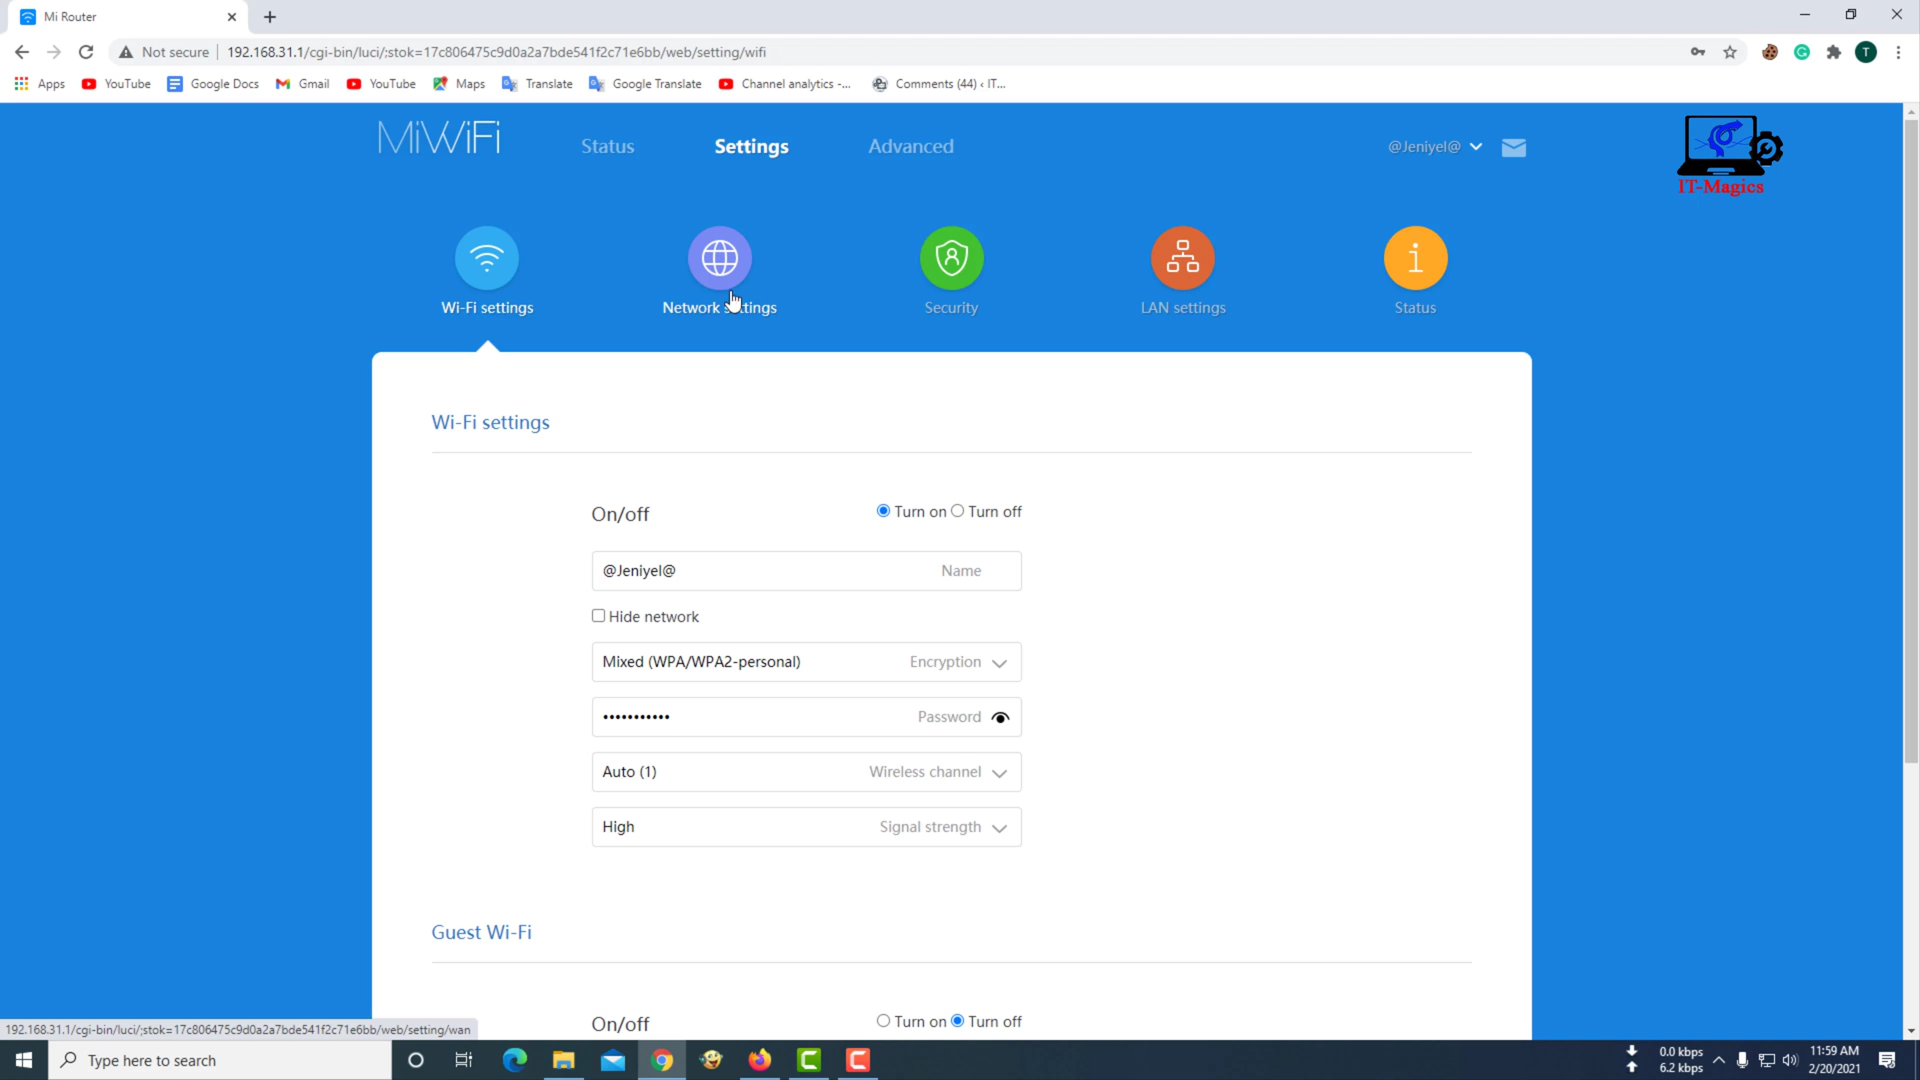 Mi Router
Not secure 192.168.31.1/cgi-bin/luci/;stok=17c806475c9d0a2a7bde541f2c71e6bb/web/setting/wifi
T
Apps YouTube Google Docs Gmail YouTube Maps Translate Google Translate Channel analytics -... Comments (44) ‹ IT...
MiWiFi Status Settings Advanced @Jeniyel@
IT-Magics
Wi-Fi settings Network settings Security LAN settings Status
Wi-Fi settings
On/off Turn on Turn off
@Jeniyel@ Name
Hide network
Mixed (WPA/WPA2-personal) Encryption
••••••••••• Password
Auto (1) Wireless channel
High Signal strength
Guest Wi-Fi
On/off Turn on Turn off
192.168.31.1/cgi-bin/luci/;stok=17c806475c9d0a2a7bde541f2c71e6bb/web/setting/wan
Type here to search
0.0 kbps
6.2 kbps
11:59 AM
2/20/2021